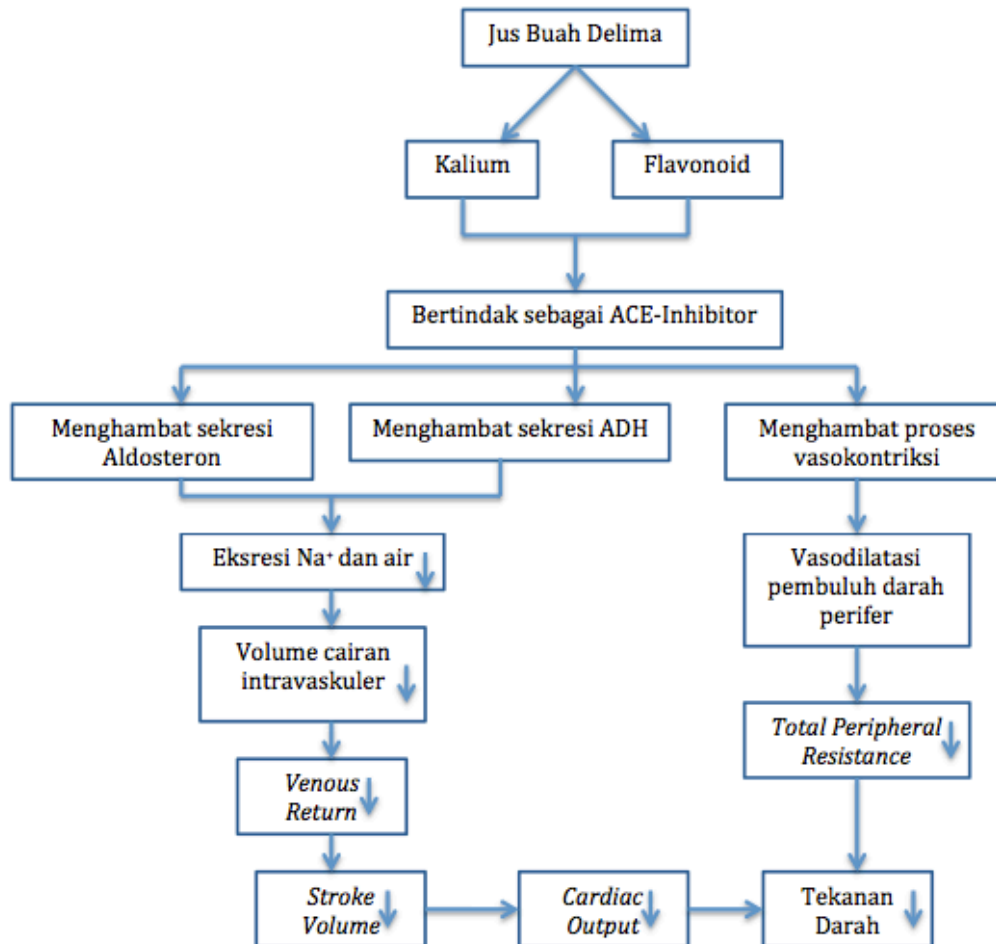 Jus Buah Delima
Kalium
Flavonoid
Bertindak sebagai ACE-Inhibitor
Menghambat sekresi
Aldosteron
Menghambat sekresi ADH
Menghambat proses
vasokontriksi
Eksresi Na⁺ dan air
Vasodilatasi
pembuluh darah
perifer
Volume cairan
intravaskuler
Total Peripheral
Resistance
Venous
Return
Stroke
Volume
Cardiac
Output
Tekanan
Darah